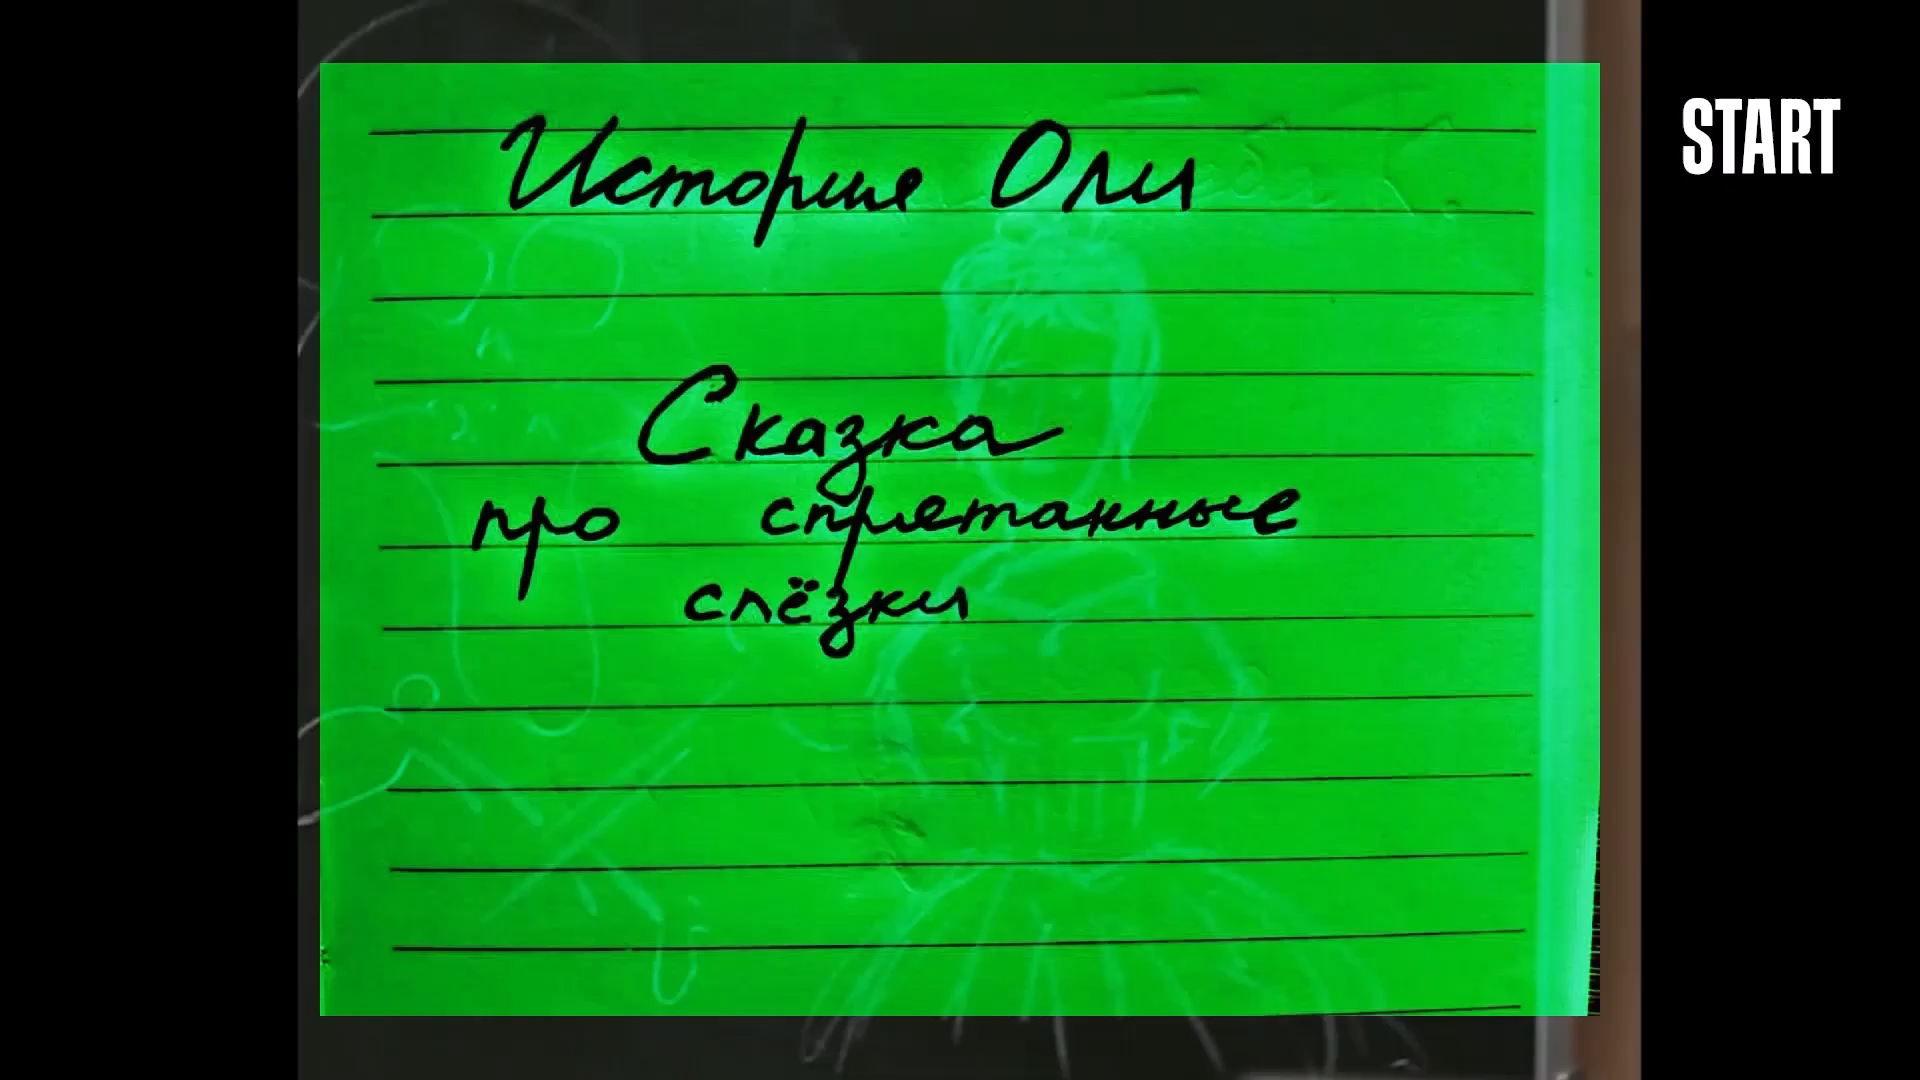 История Оли
START
Сказка
про спрятанные
слёзки